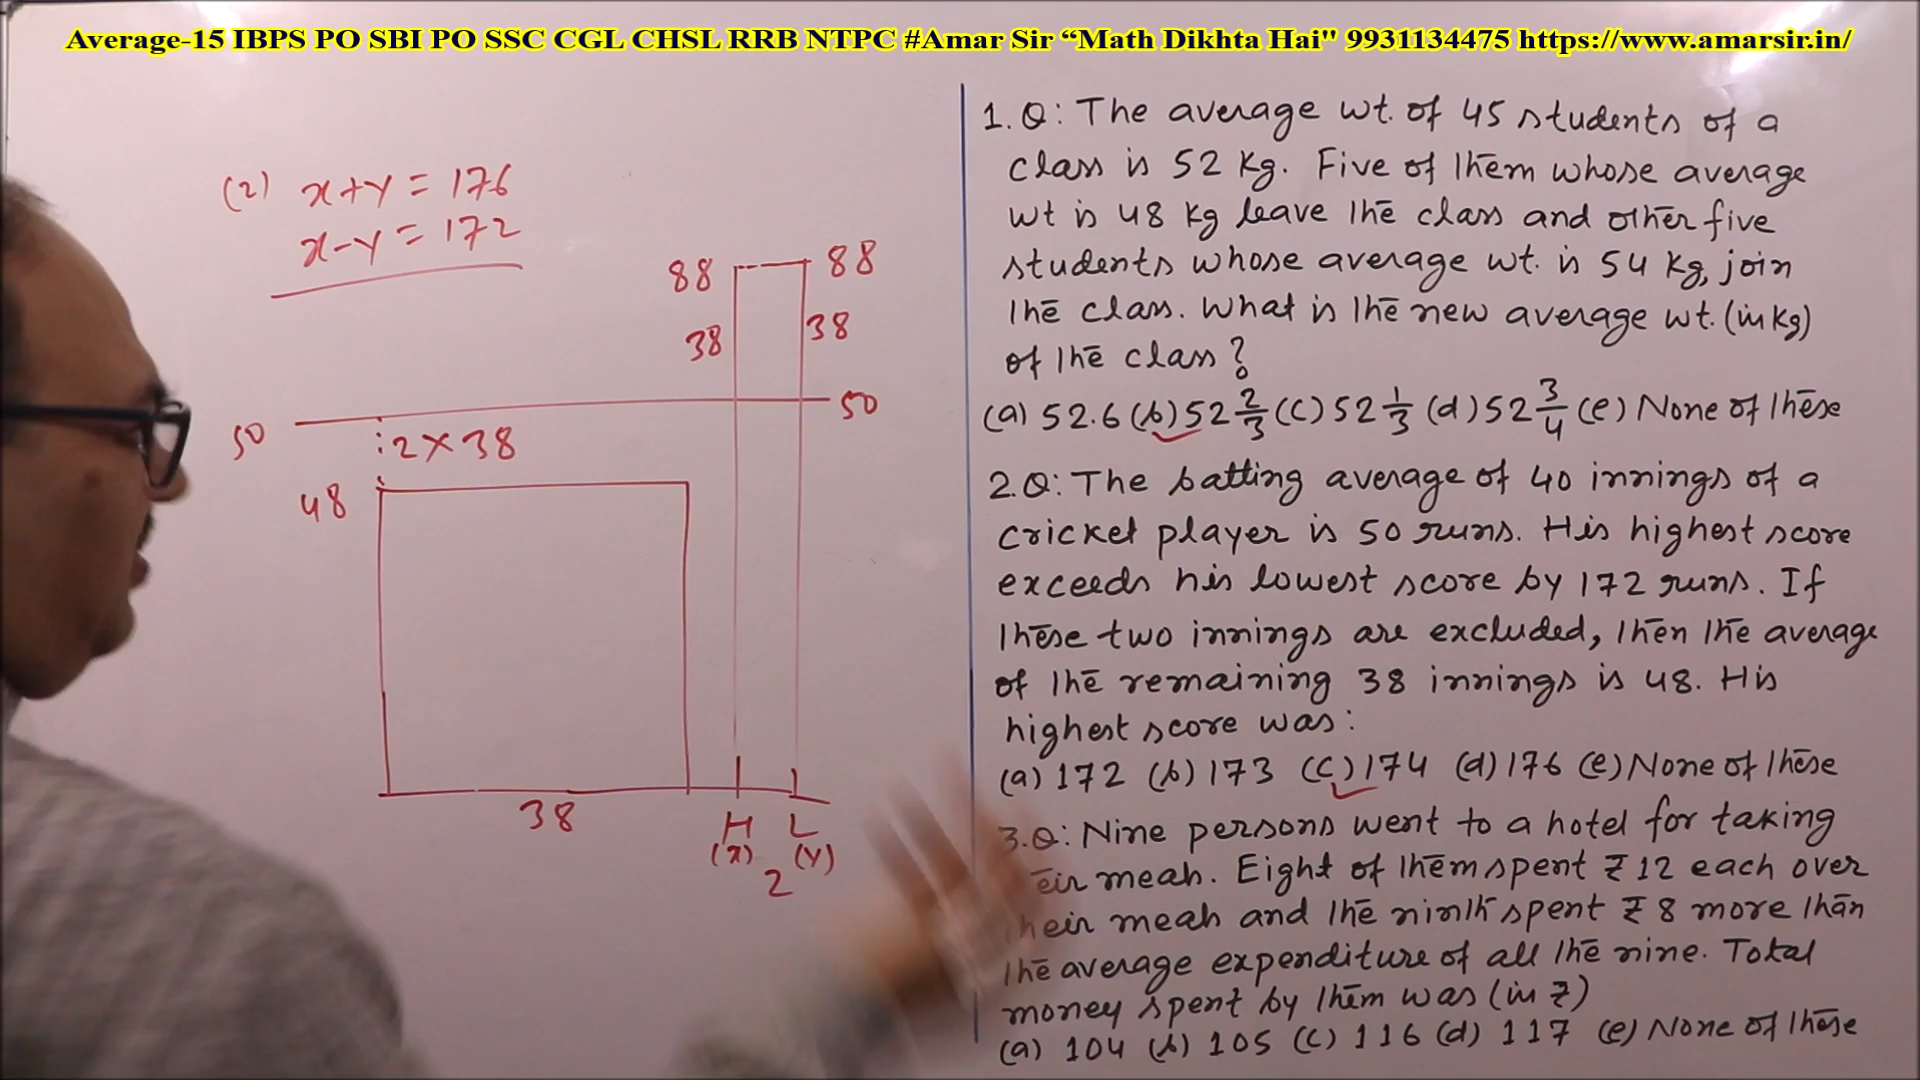 Average-15 IBPS PO SBI PO SSC CGL CHSL RRB NTPC #Amar Sir “Math Dikhta Hai" 9931134475 https://www.amarsir.in/
(2) x+y = 176
x-y = 172
88 88
38 38
50 50
2×38
48
38
H L
(x) (y)
2
1.Q: The average wt. of 45 students of a
class is 52 kg. Five of them whose average
wt is 48 kg leave the class and other five
students whose average wt. is 54 kg, join
the class. What is the new average wt. (in kg)
of the class?
(a) 52.6 (b) 52 2/3 (c) 52 1/3 (d) 52 3/4 (e) None of these
2.Q: The batting average of 40 innings of a
cricket player is 50 runs. His highest score
exceeds his lowest score by 172 runs. If
these two innings are excluded, then the average
of the remaining 38 innings is 48. His
highest score was:
(a) 172 (b) 173 (c) 174 (d) 176 (e) None of these
3.Q: Nine persons went to a hotel for taking
eir meals. Eight of them spent ₹ 12 each over
their meals and the ninth spent ₹ 8 more than
the average expenditure of all the nine. Total
money spent by them was (in ₹)
(a) 104 (b) 105 (c) 116 (d) 117 (e) None of these